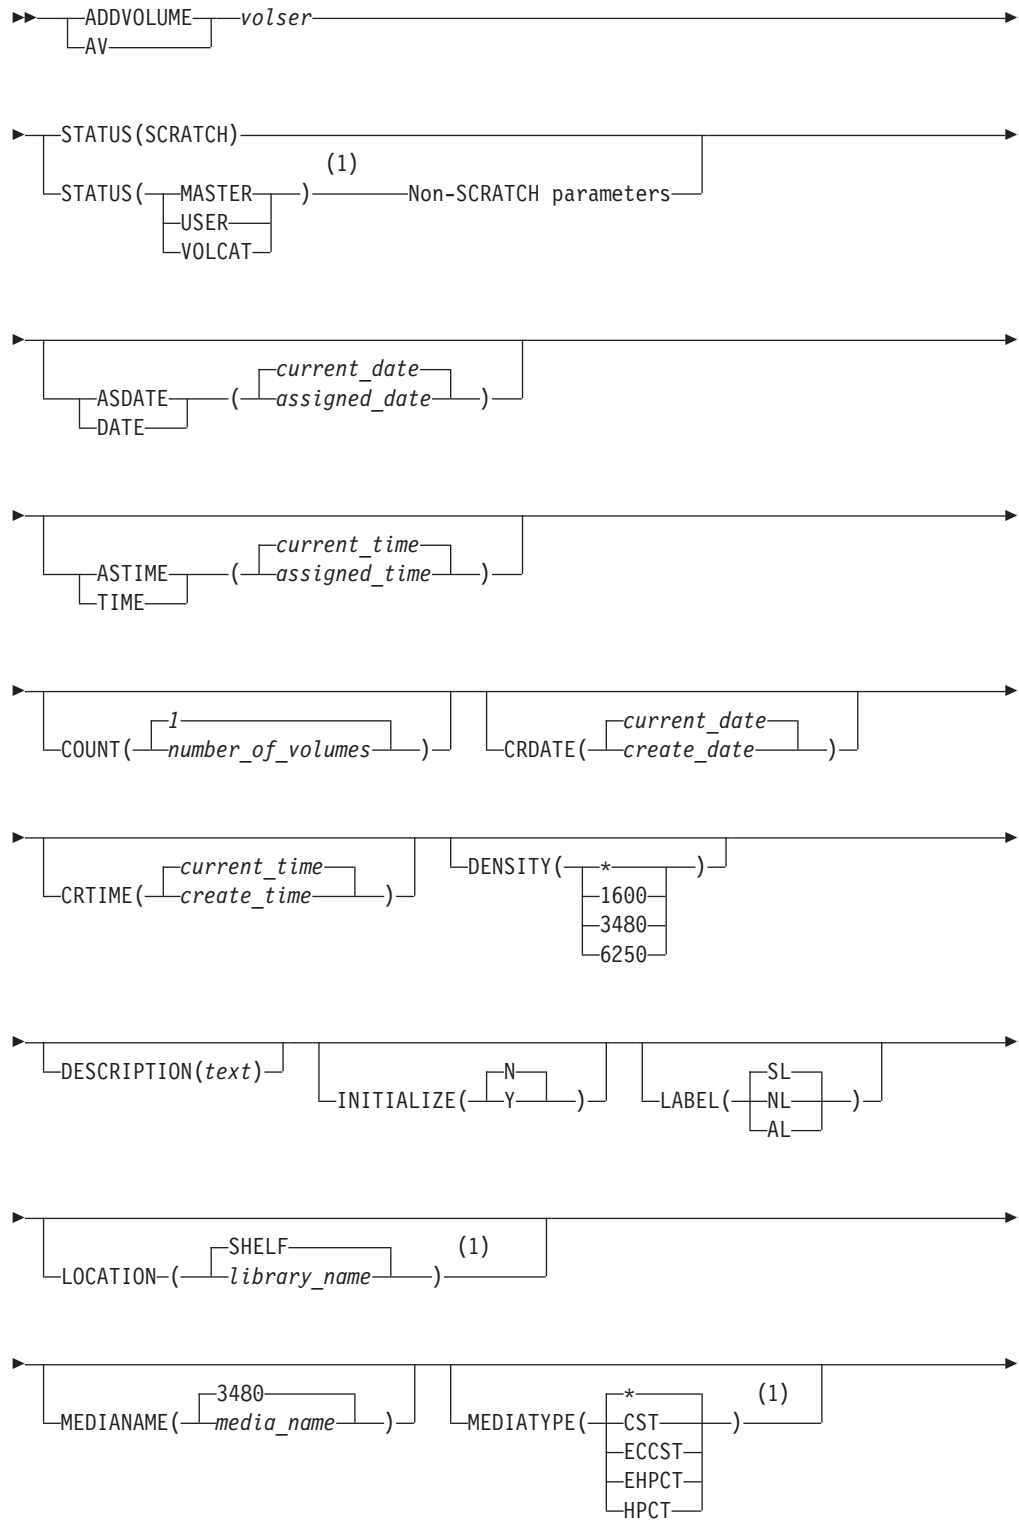 ADDVOLUME volser
AV
STATUS(SCRATCH)
(1)
STATUS( MASTER ) Non-SCRATCH parameters
USER
VOLCAT
current_date
ASDATE ( assigned_date )
DATE
current_time
ASTIME ( assigned_time )
TIME
1 current_date
COUNT( number_of_volumes ) CRDATE( create_date )
current_time
CRTIME( create_time ) DENSITY( * )
1600
3480
6250
DESCRIPTION(text) N SL
INITIALIZE( Y ) LABEL( NL )
AL
SHELF (1)
LOCATION ( library_name )
3480 * (1)
MEDIANAME( media_name ) MEDIATYPE( CST )
ECCST
EHPCT
HPCT